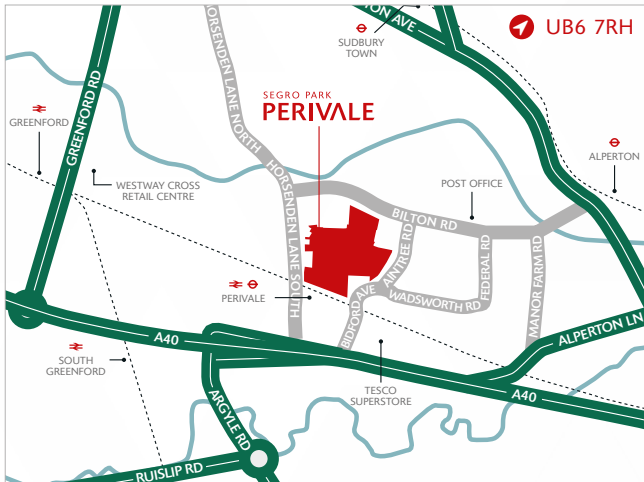 TON AVE
UB6 7RH
SUDBURY
TOWN
HORSENDEN LANE NORTH
GREENFORD RD
SEGRO PARK
PERIVALE
GREENFORD
ALPERTON
WESTWAY CROSS
RETAIL CENTRE
HORSENDEN LANE SOUTH
POST OFFICE
BILTON RD
AINTREE RD
FEDERAL RD
MANOR FARM RD
PERIVALE
BIDFORD AVE
WADSWORTH RD
A40
ALPERTON LN
SOUTH
GREENFORD
TESCO
SUPERSTORE
A40
ARGYLE RD
RUISLIP RD